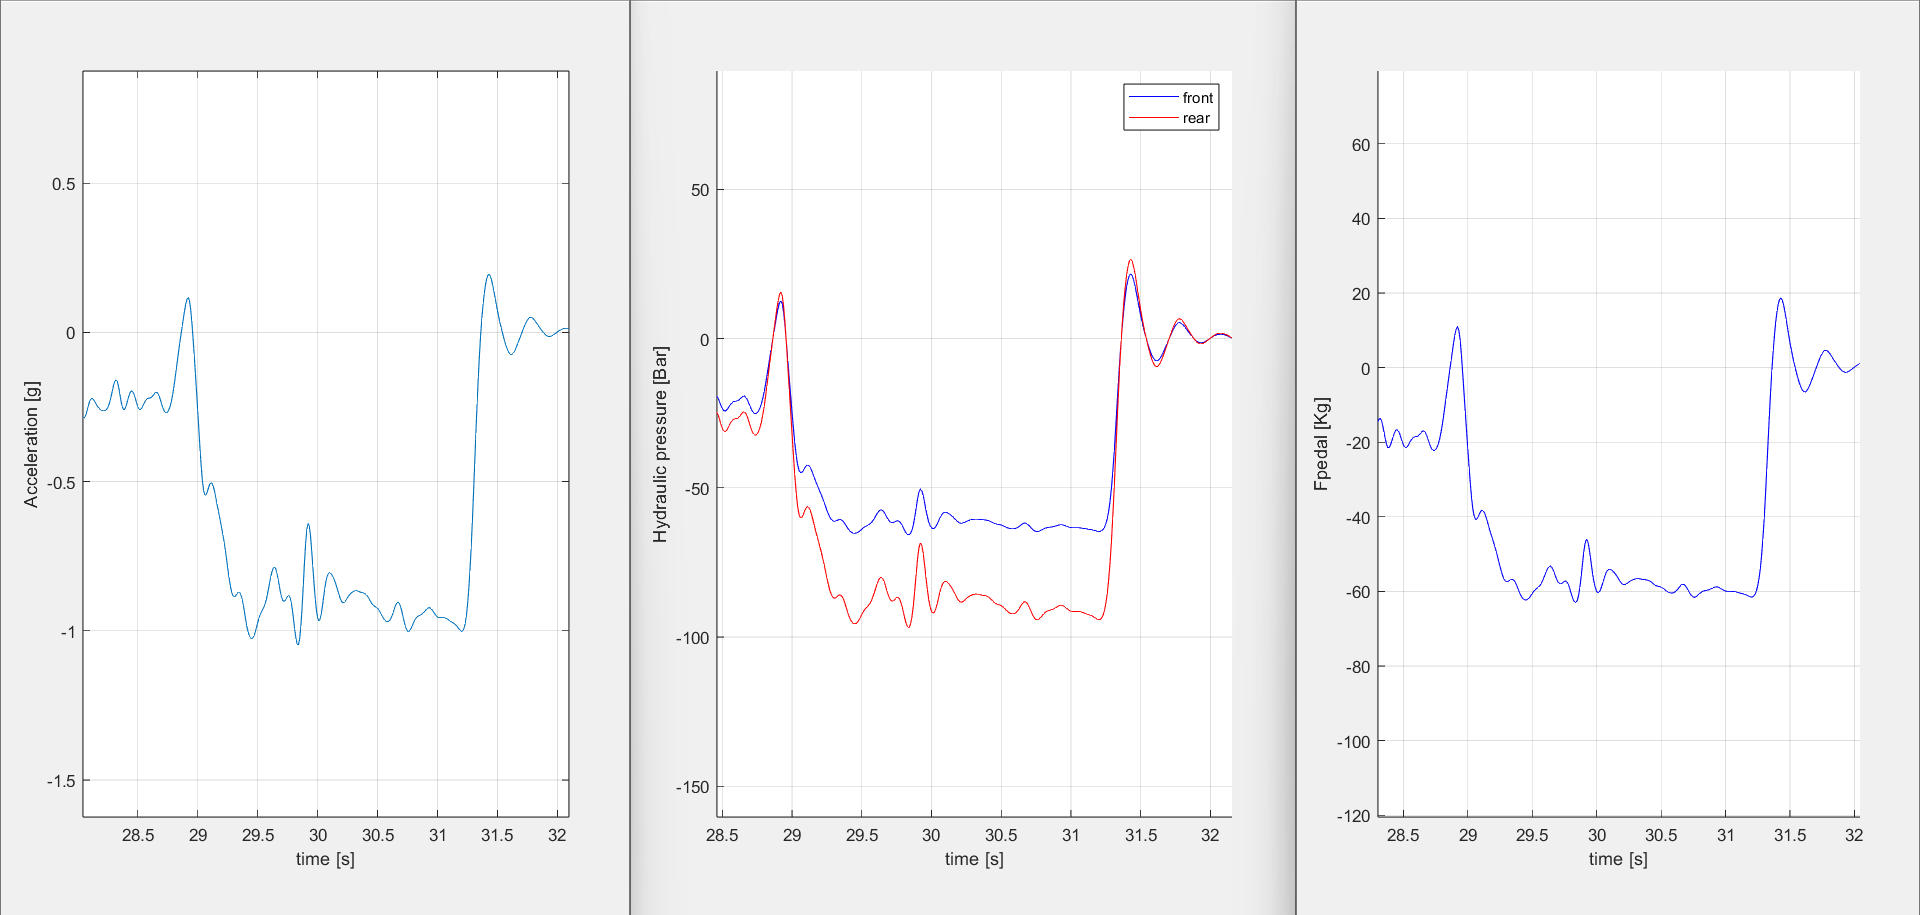 Acceleration [g]
0.5
0
-0.5
-1
-1.5
28.5 29 29.5 30 30.5 31 31.5 32
time [s]
Hydraulic pressure [Bar]
front
rear
50
0
-50
-100
-150
28.5 29 29.5 30 30.5 31 31.5 32
time [s]
Fpedal [Kg]
60
40
20
0
-20
-40
-60
-80
-100
-120
28.5 29 29.5 30 30.5 31 31.5 32
time [s]